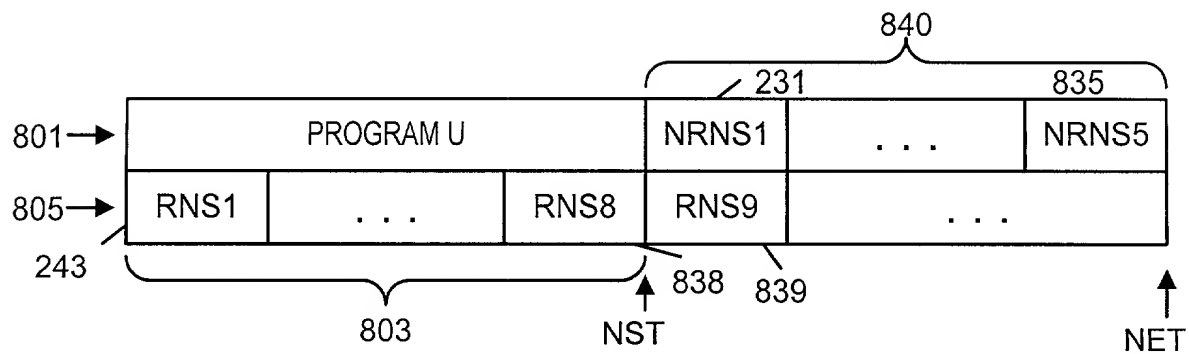 840
231
835
801
PROGRAM U
NRNS1
. . .
NRNS5
805
RNS1
. . .
RNS8
RNS9
. . .
243
838
839
803
NST
NET